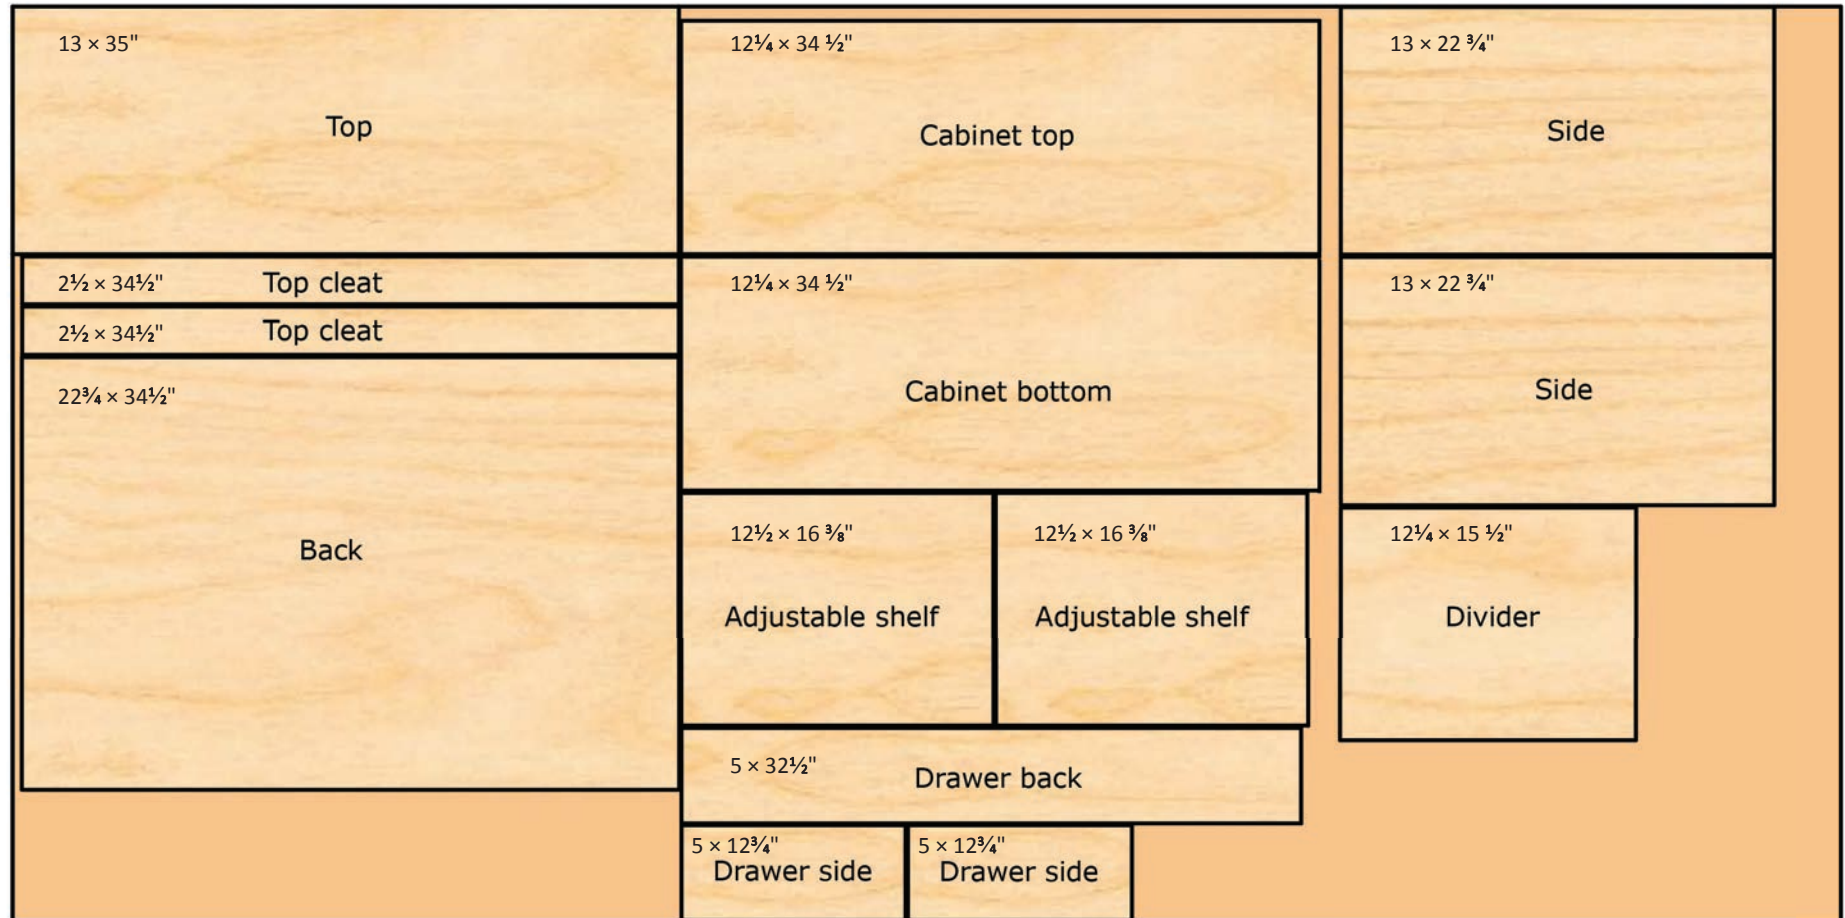 13 × 35"
Top
12¼ × 34 ½"
Cabinet top
13 × 22 ¾"
Side
2½ × 34½"
Top cleat
2½ × 34½"
Top cleat
22¾ × 34½"
Back
12¼ × 34 ½"
Cabinet bottom
13 × 22 ¾"
Side
12½ × 16 ⅜"
Adjustable shelf
12½ × 16 ⅜"
Adjustable shelf
12¼ × 15 ½"
Divider
5 × 32½"
Drawer back
5 × 12¾"
Drawer side
5 × 12¾"
Drawer side